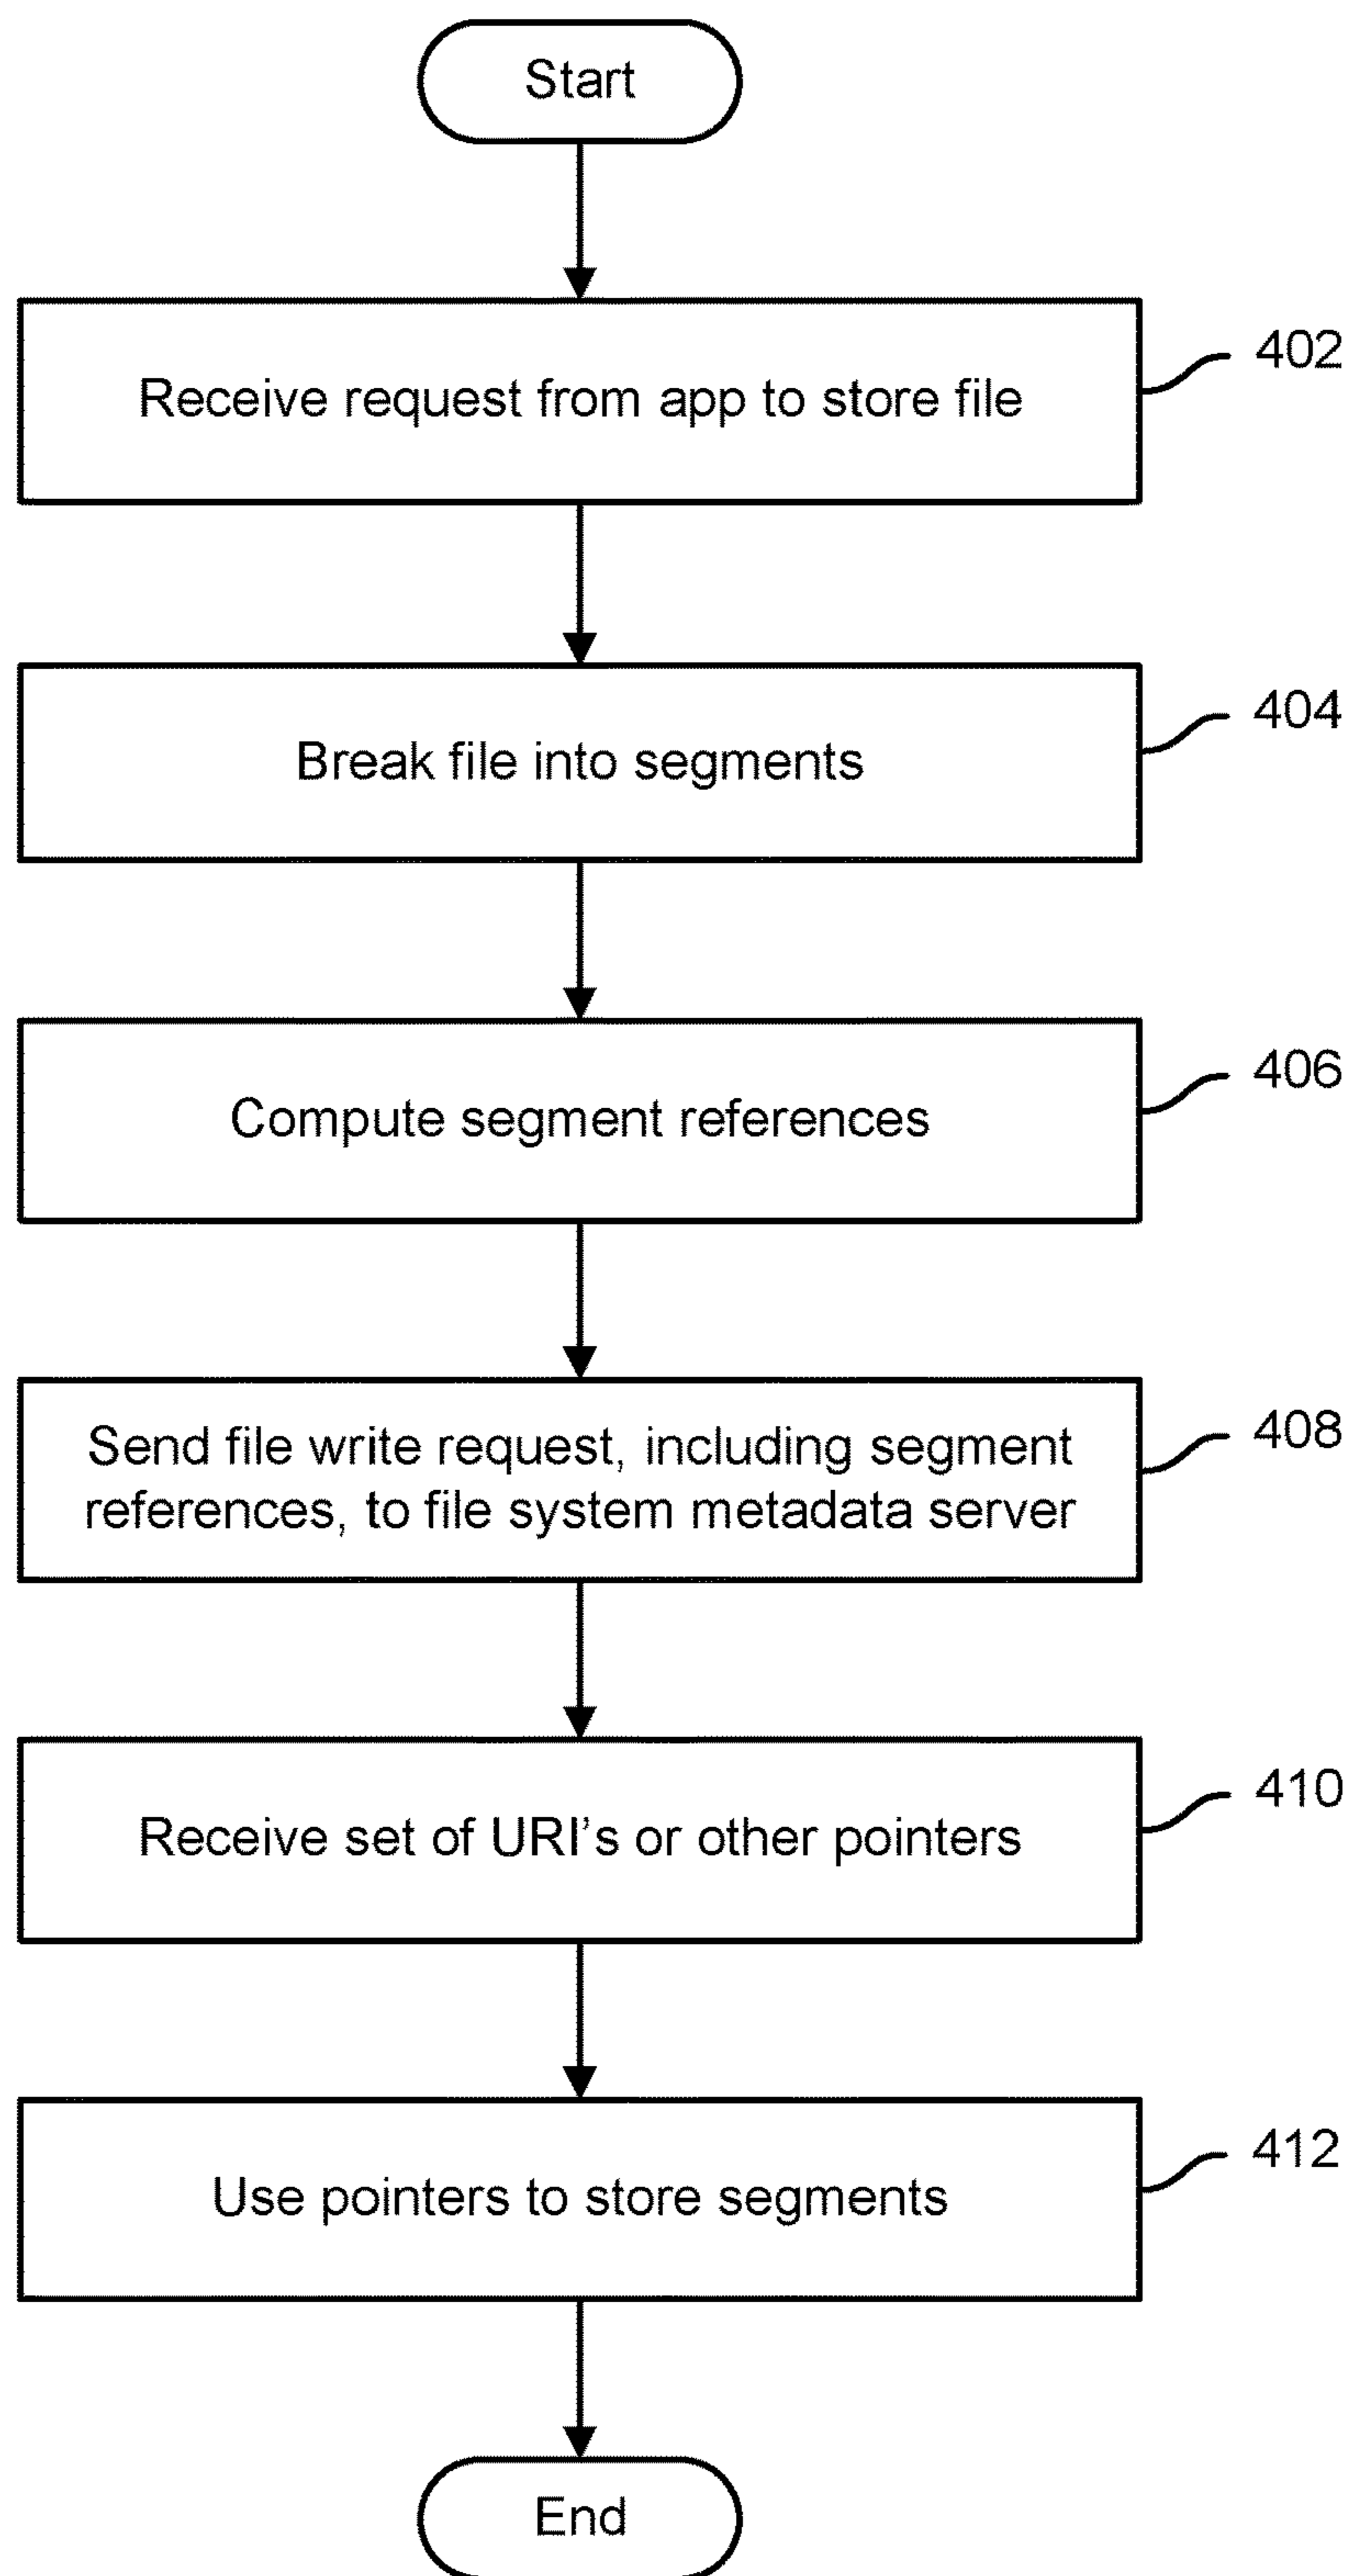 Start
Receive request from app to store file
402
Break file into segments
404
Compute segment references
406
Send file write request, including segment
references, to file system metadata server
408
Receive set of URI's or other pointers
410
Use pointers to store segments
412
End